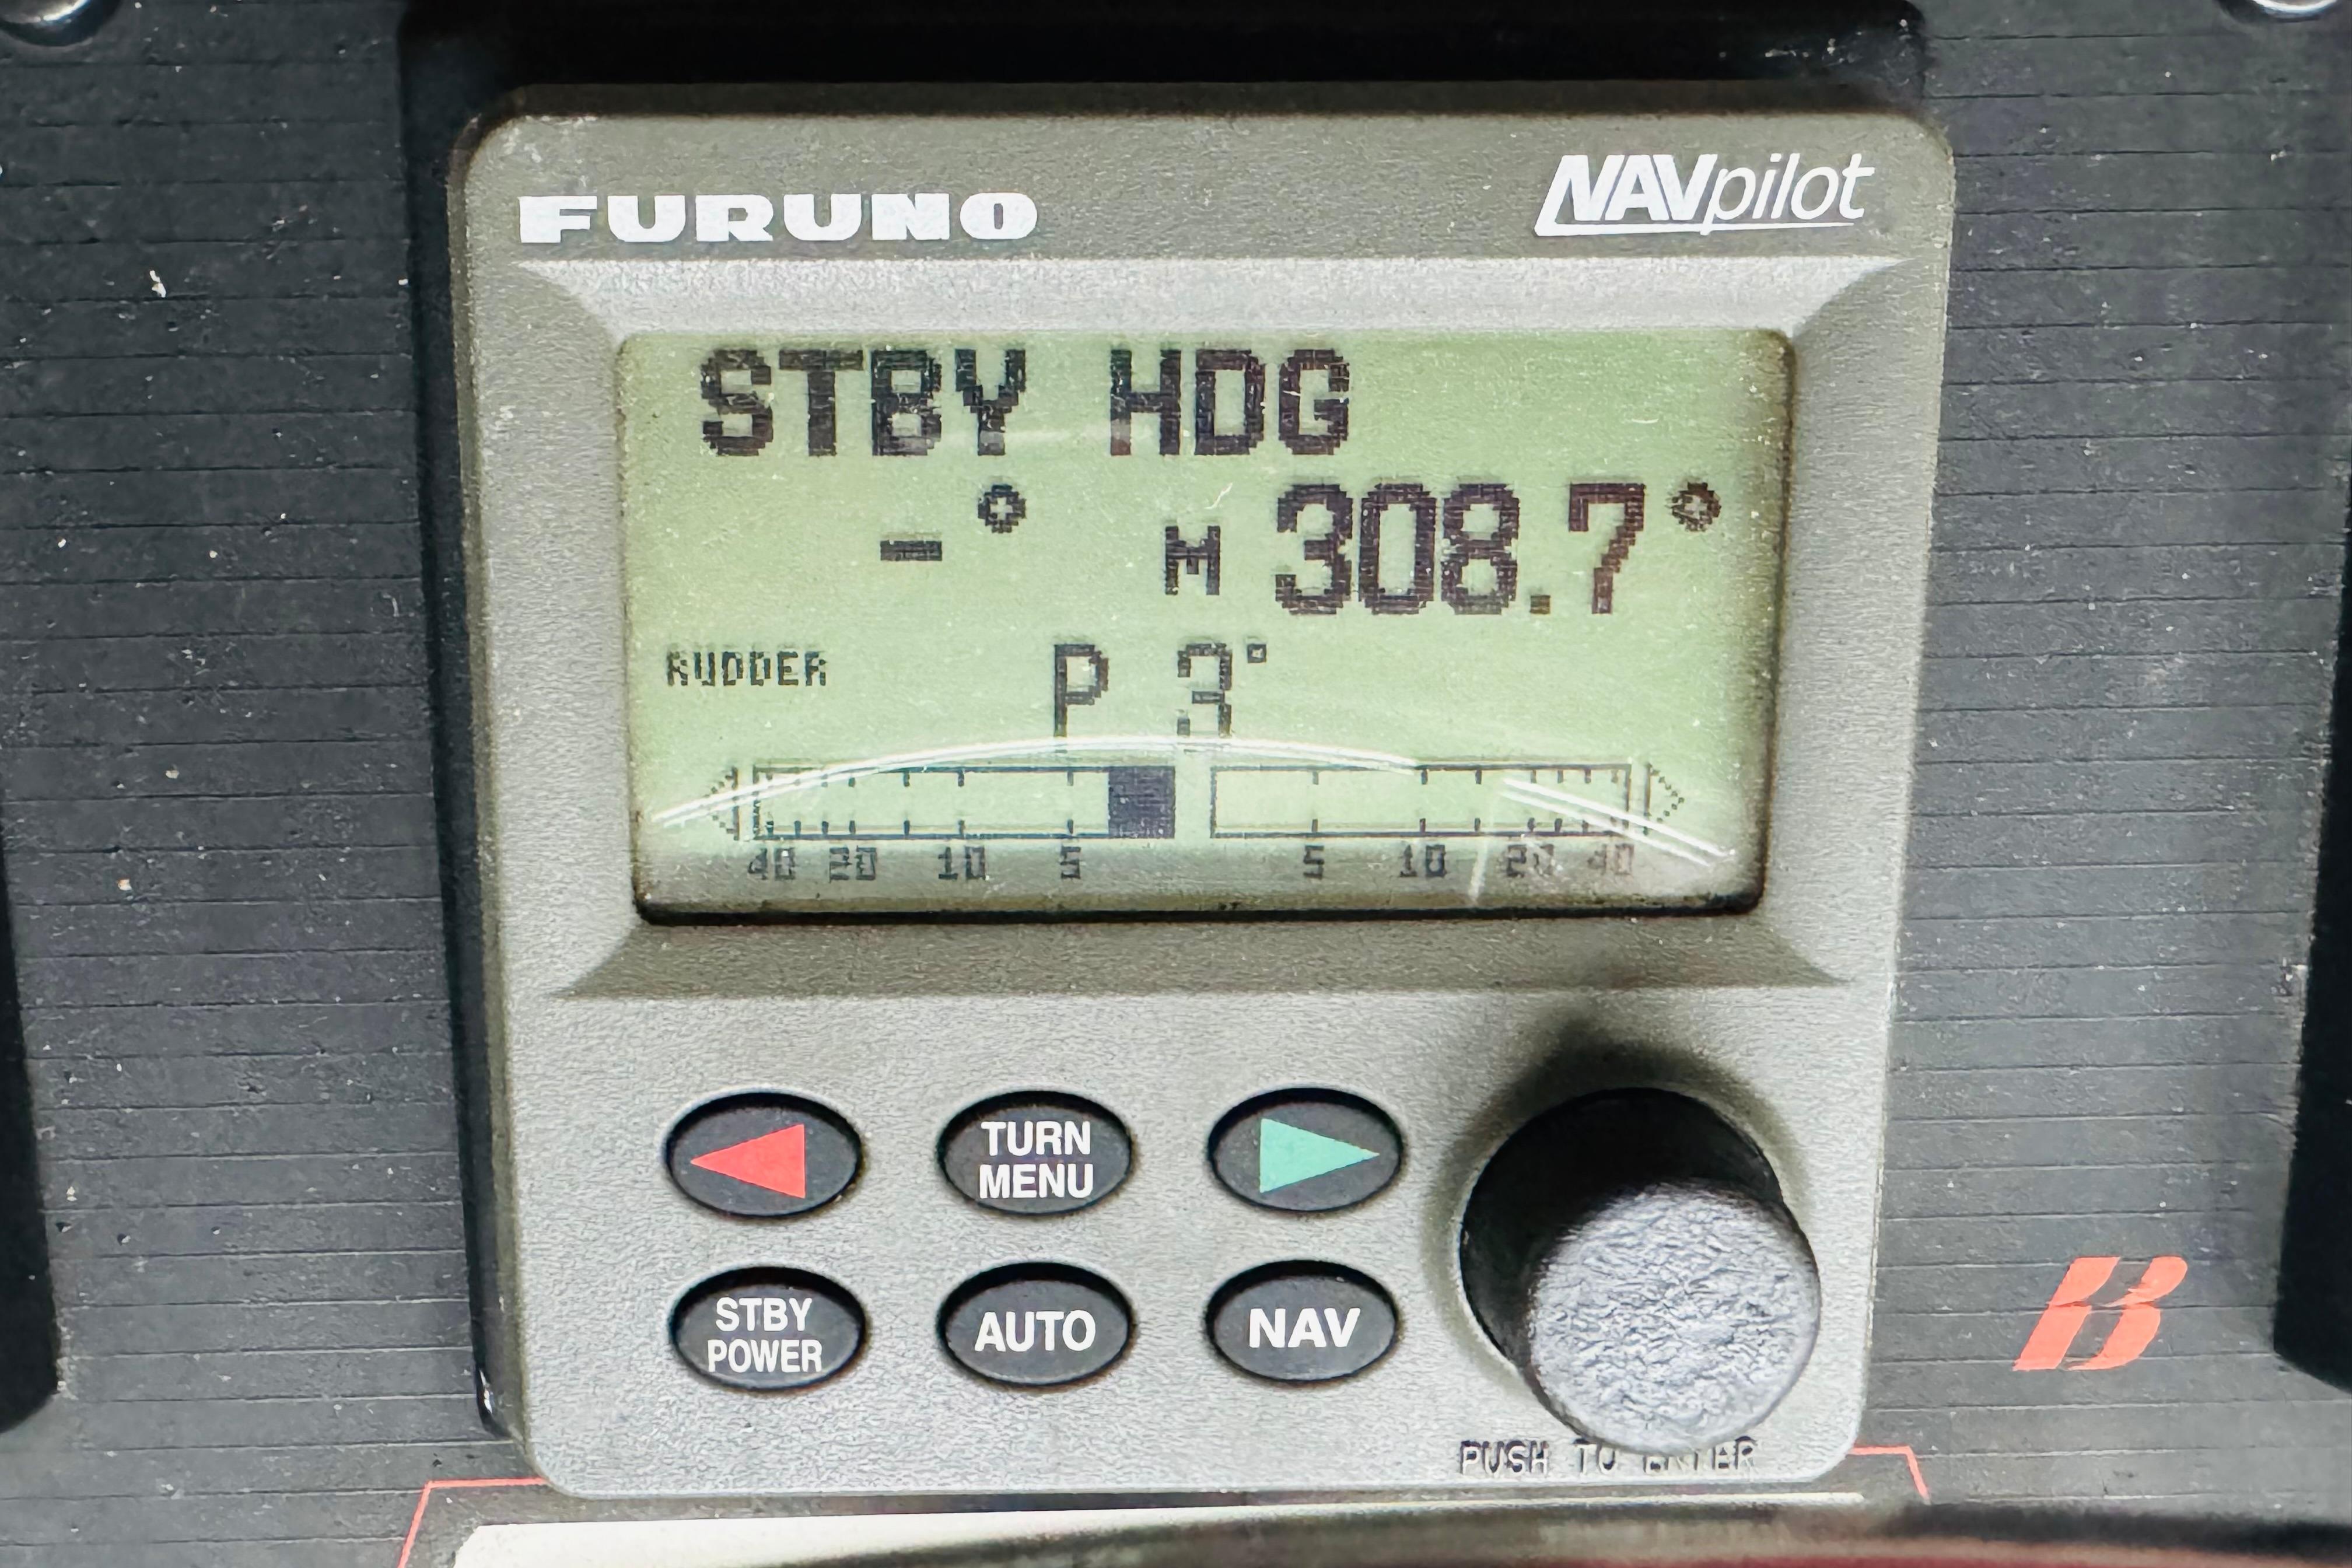 FURUNO NAVpilot
STBY HDG
-° M 308.7°
RUDDER P 3°
40 20 10 5 5 10 20 40
TURN MENU
STBY POWER AUTO NAV
PUSH TO ENTER
B